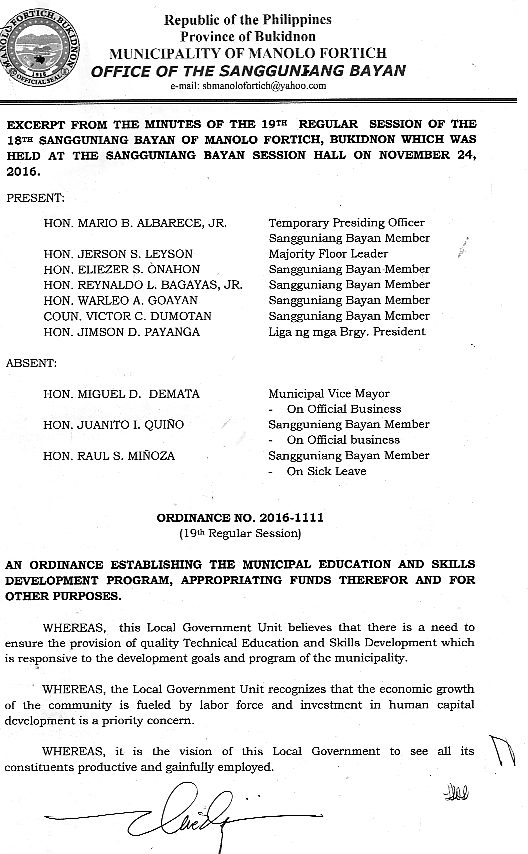 Republic of the Philippines
Province of Bukidnon
MUNICIPALITY OF MANOLO FORTICH
OFFICE OF THE SANGGUNIANG BAYAN
e-mail: sbmanolofortich@yahoo.com
MANOLO FORTICH, BUKIDNON
1916
OFFICIAL SEAL
EXCERPT FROM THE MINUTES OF THE 19TH REGULAR SESSION OF THE
18TH SANGGUNIANG BAYAN OF MANOLO FORTICH, BUKIDNON WHICH WAS
HELD AT THE SANGGUNIANG BAYAN SESSION HALL ON NOVEMBER 24,
2016.
PRESENT:
HON. MARIO B. ALBARECE, JR. Temporary Presiding Officer
Sangguniang Bayan Member
HON. JERSON S. LEYSON Majority Floor Leader
HON. ELIEZER S. ONAHON Sangguniang Bayan Member
HON. REYNALDO L. BAGAYAS, JR. Sangguniang Bayan Member
HON. WARLEO A. GOAYAN Sangguniang Bayan Member
COUN. VICTOR C. DUMOTAN Sangguniang Bayan Member
HON. JIMSON D. PAYANGA Liga ng mga Brgy. President
ABSENT:
HON. MIGUEL D. DEMATA Municipal Vice Mayor
- On Official Business
HON. JUANITO I. QUIÑO Sangguniang Bayan Member
- On Official business
HON. RAUL S. MIÑOZA Sangguniang Bayan Member
- On Sick Leave
ORDINANCE NO. 2016-1111
(19th Regular Session)
AN ORDINANCE ESTABLISHING THE MUNICIPAL EDUCATION AND SKILLS
DEVELOPMENT PROGRAM, APPROPRIATING FUNDS THEREFOR AND FOR
OTHER PURPOSES.
WHEREAS, this Local Government Unit believes that there is a need to
ensure the provision of quality Technical Education and Skills Development which
is responsive to the development goals and program of the municipality.
WHEREAS, the Local Government Unit recognizes that the economic growth
of the community is fueled by labor force and investment in human capital
development is a priority concern.
WHEREAS, it is the vision of this Local Government to see all its
constituents productive and gainfully employed.